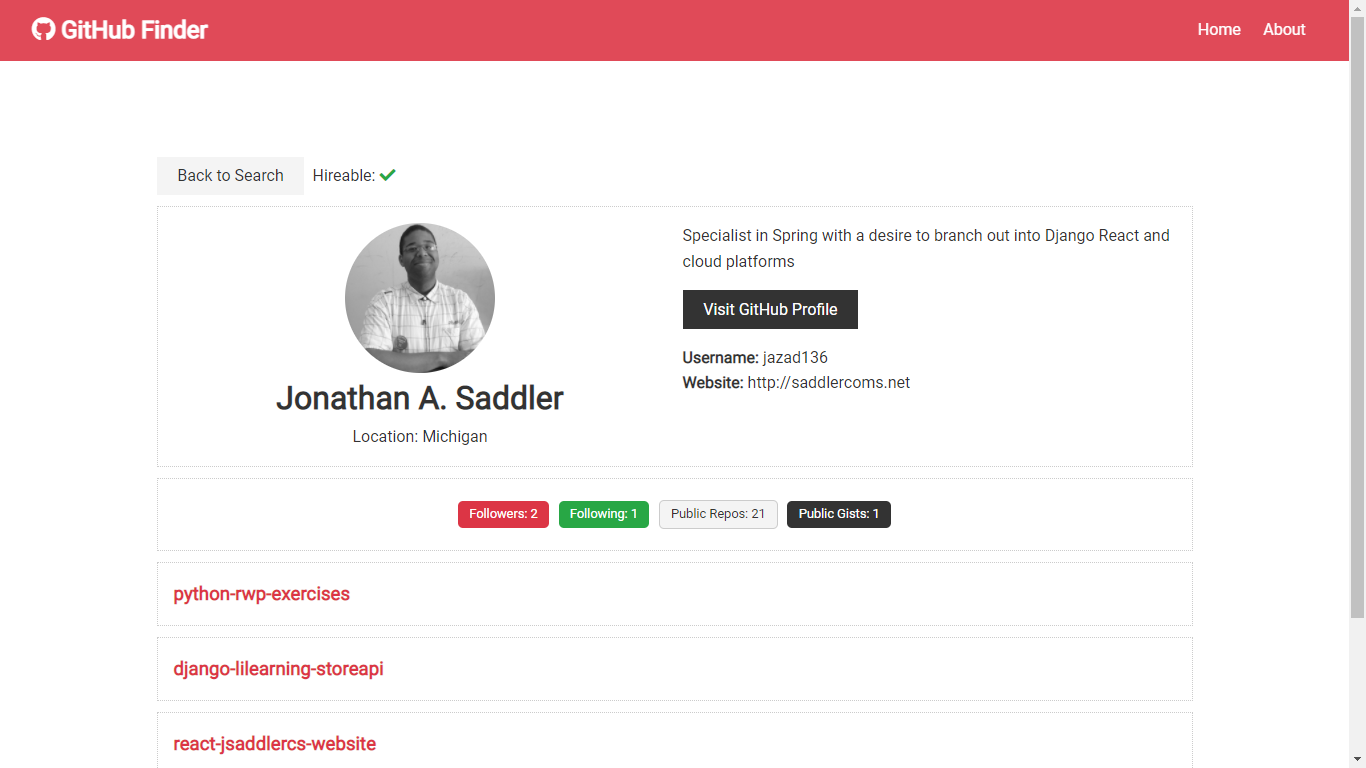 GitHub Finder
Home
About
Back to Search
Hireable:
Specialist in Spring with a desire to branch out into Django React and
cloud platforms
Visit GitHub Profile
Username: jazad136
Website: http://saddlercoms.net
Jonathan A. Saddler
Location: Michigan
Followers: 2
Following: 1
Public Repos: 21
Public Gists: 1
python-rwp-exercises
django-lilearning-storeapi
react-jsaddlercs-website